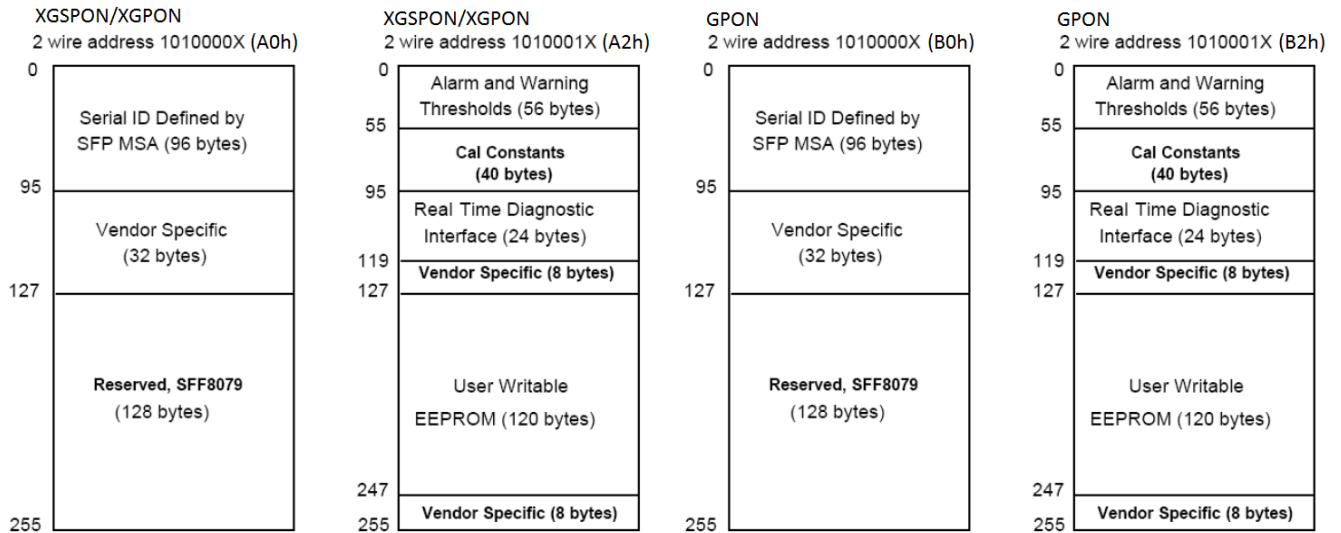 XGSPON/XGPON
2 wire address 1010000X (A0h)
0
Serial ID Defined by
SFP MSA (96 bytes)
95
Vendor Specific
(32 bytes)
127
Reserved, SFF8079
(128 bytes)
255
XGSPON/XGPON
2 wire address 1010001X (A2h)
0
Alarm and Warning
Thresholds (56 bytes)
55
Cal Constants
(40 bytes)
95
Real Time Diagnostic
Interface (24 bytes)
119
Vendor Specific (8 bytes)
127
User Writable
EEPROM (120 bytes)
247
Vendor Specific (8 bytes)
255
GPON
2 wire address 1010000X (B0h)
0
Serial ID Defined by
SFP MSA (96 bytes)
95
Vendor Specific
(32 bytes)
127
Reserved, SFF8079
(128 bytes)
255
GPON
2 wire address 1010001X (B2h)
0
Alarm and Warning
Thresholds (56 bytes)
55
Cal Constants
(40 bytes)
95
Real Time Diagnostic
Interface (24 bytes)
119
Vendor Specific (8 bytes)
127
User Writable
EEPROM (120 bytes)
247
Vendor Specific (8 bytes)
255